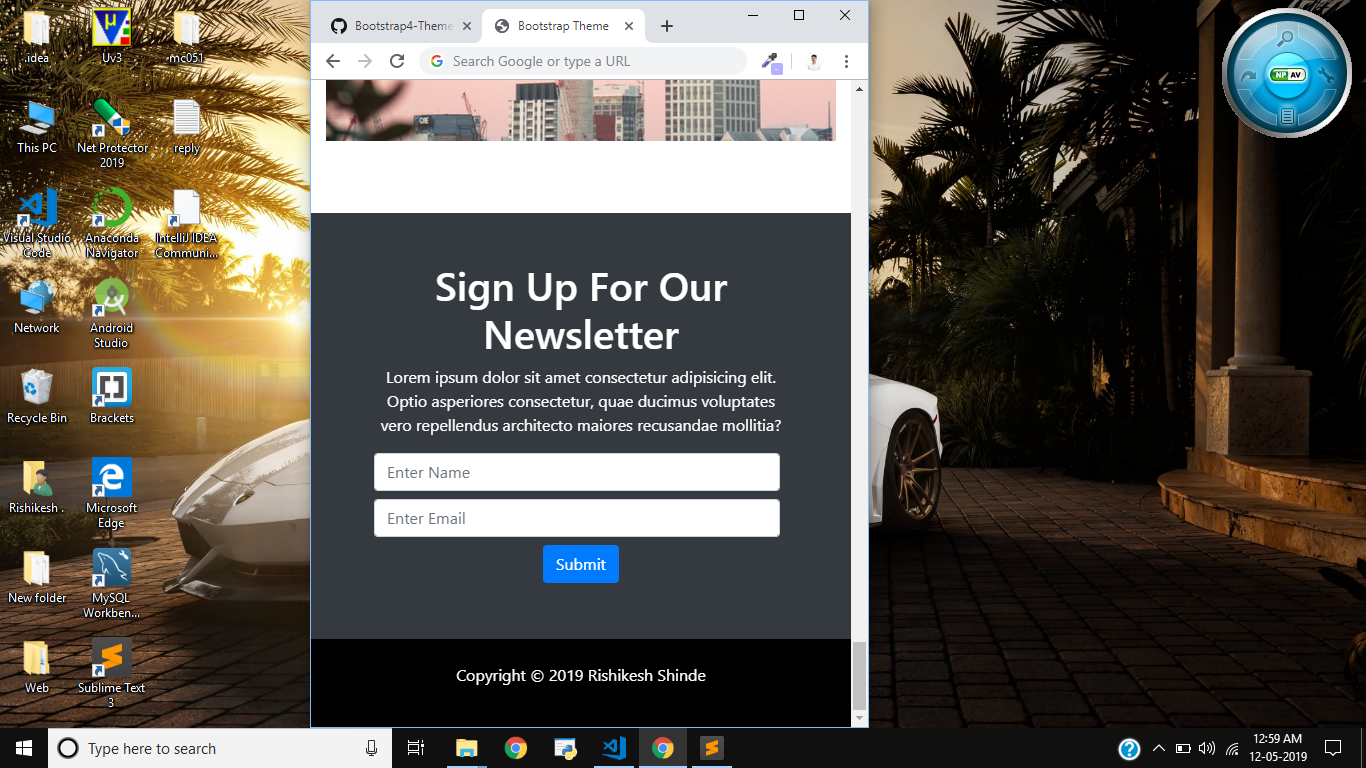 .idea
Uv3
mc051
This PC
Net Protector
2019
reply
Visual Studio
Code
Anaconda
Navigator
IntelliJ IDEA
Communi...
Network
Android
Studio
Recycle Bin
Brackets
Rishikesh .
Microsoft
Edge
New folder
MySQL
Workben...
Web
Sublime Text
3
Bootstrap4-Theme
Bootstrap Theme
Search Google or type a URL
Sign Up For Our
Newsletter
Lorem ipsum dolor sit amet consectetur adipisicing elit.
Optio asperiores consectetur, quae ducimus voluptates
vero repellendus architecto maiores recusandae mollitia?
Enter Name
Enter Email
Submit
Copyright © 2019 Rishikesh Shinde
NP AV
Type here to search
12:59 AM
12-05-2019